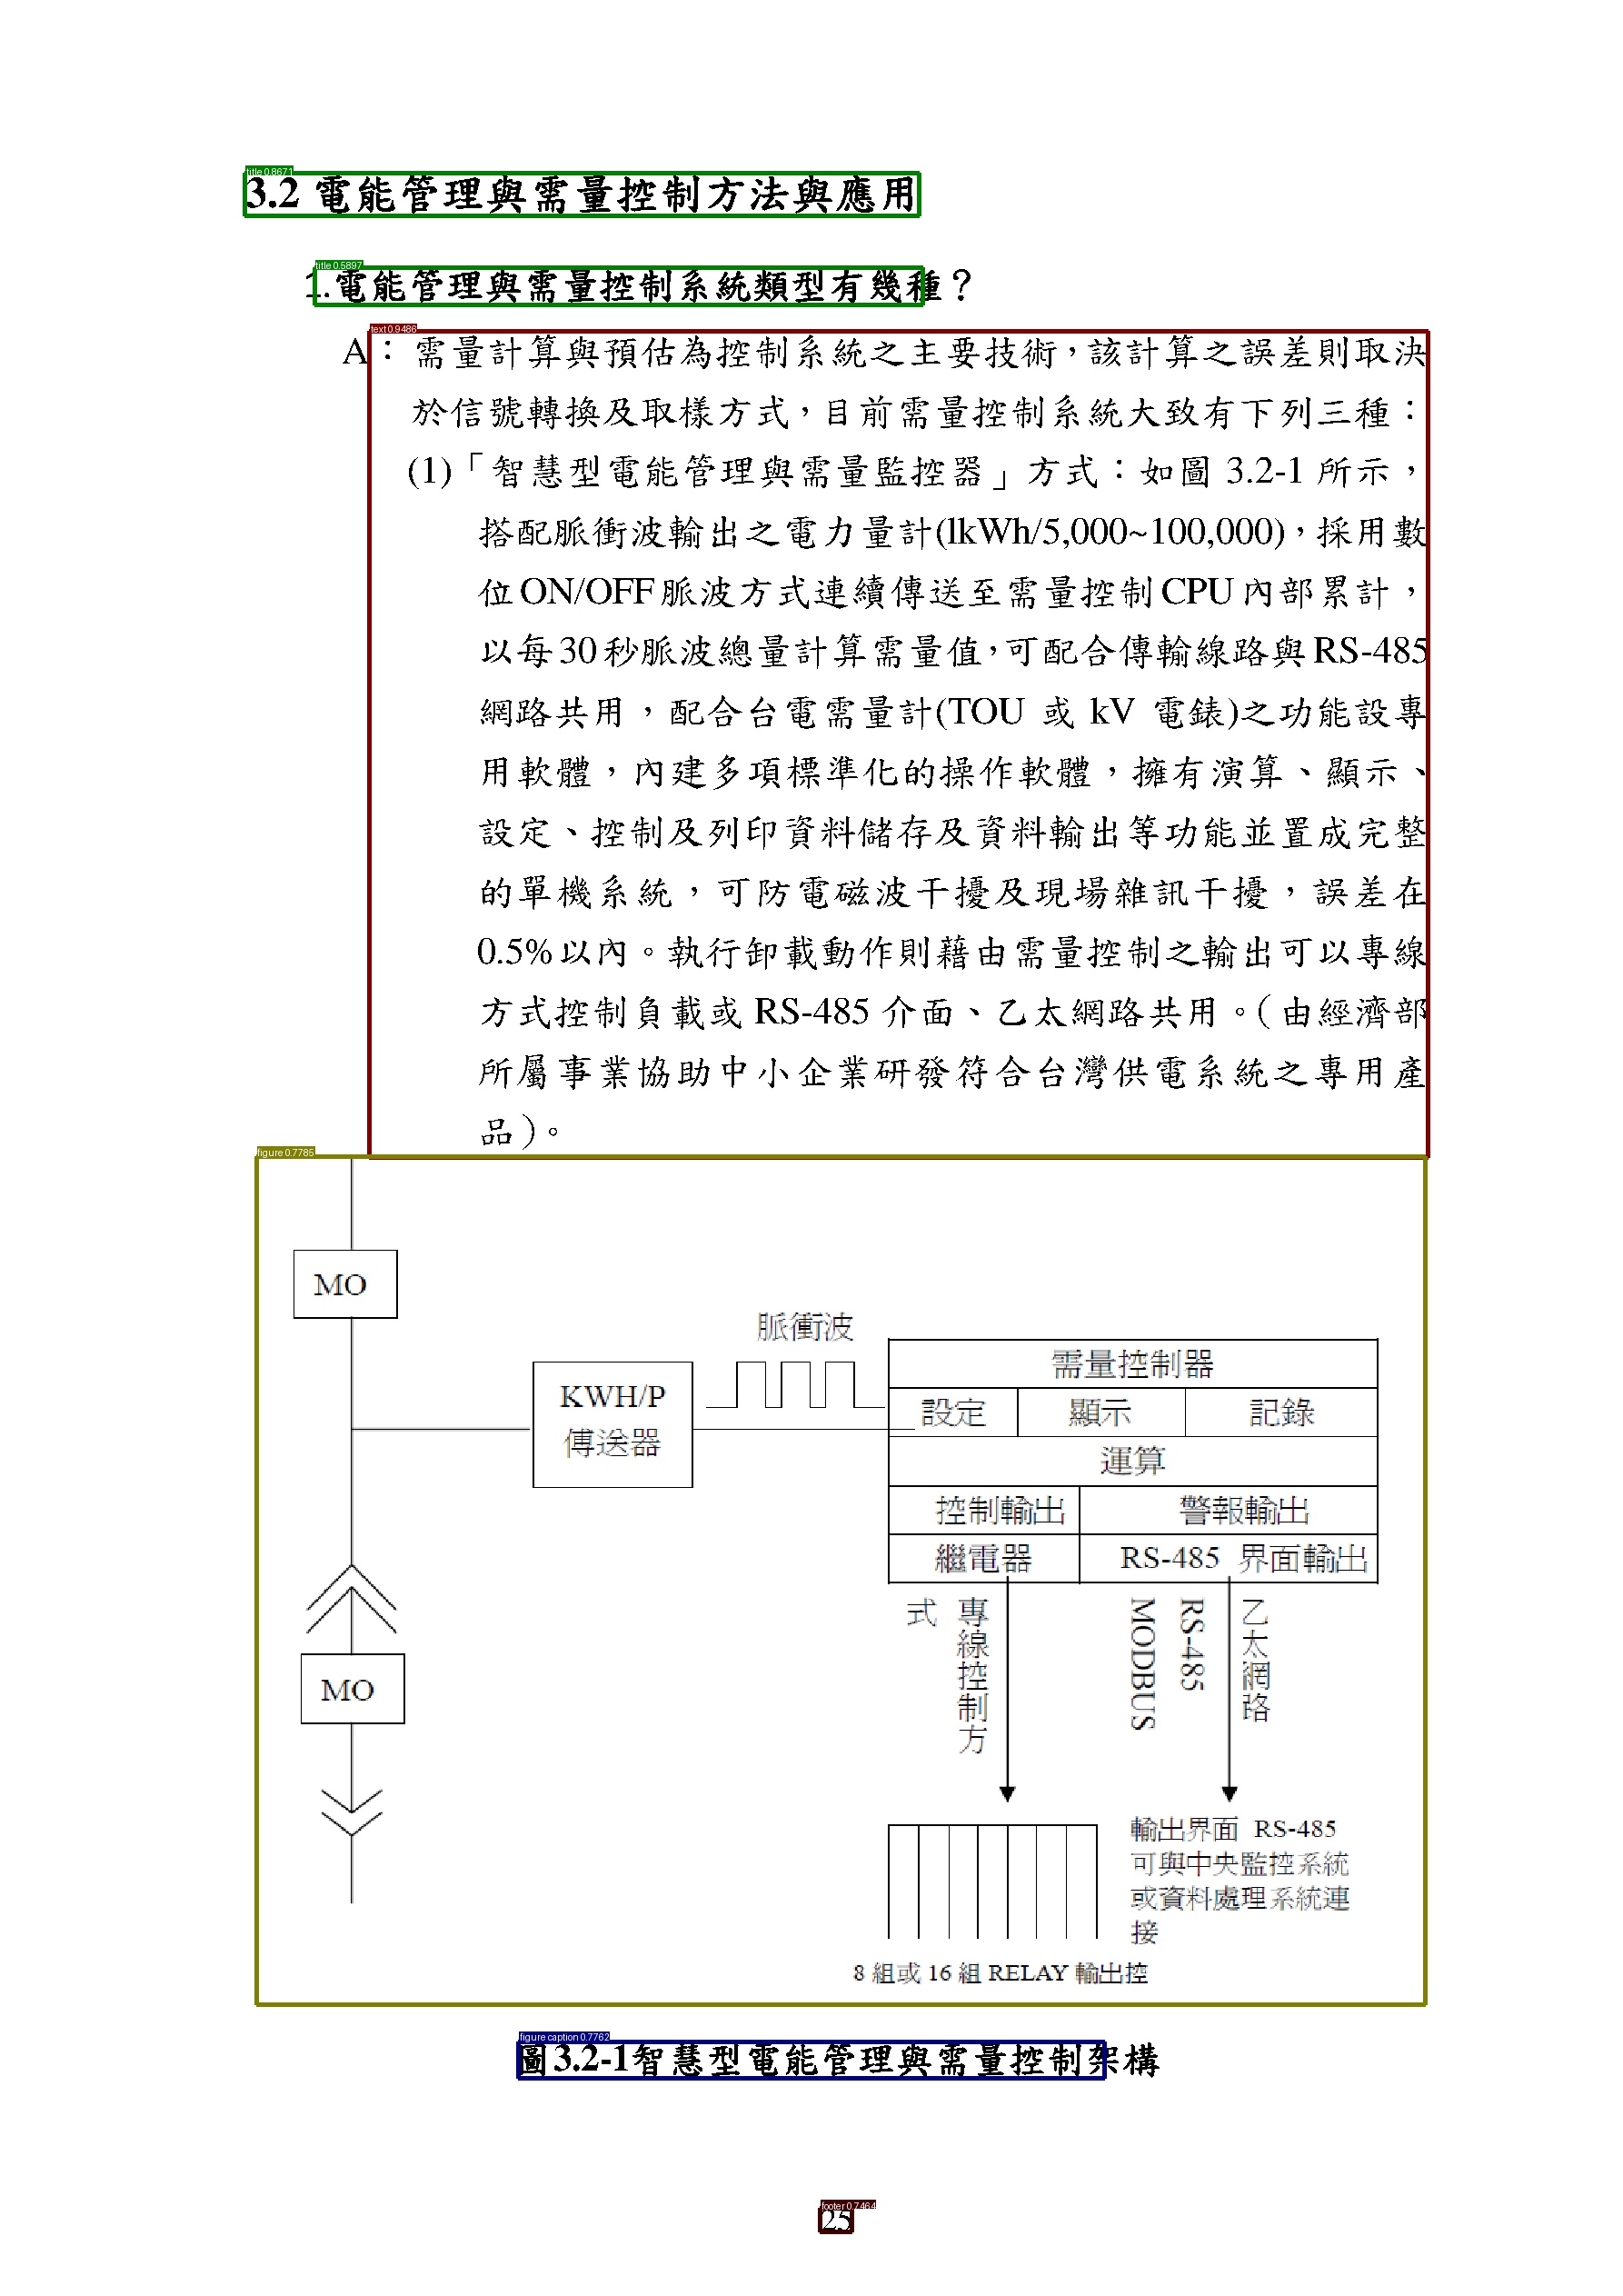 title 0.8671
3.2 電能管理與需量控制方法與應用
title 0.5897
1.電能管理與需量控制系統類型有幾種？
text 0.9486
A：需量計算與預估為控制系統之主要技術，該計算之誤差則取決
於信號轉換及取樣方式，目前需量控制系統大致有下列三種：
(1)「智慧型電能管理與需量監控器」方式：如圖 3.2-1 所示，
搭配脈衝波輸出之電力量計(lkWh/5,000~100,000)，採用數
位 ON/OFF 脈波方式連續傳送至需量控制 CPU 內部累計，
以每 30 秒脈波總量計算需量值，可配合傳輸線路與 RS-485
網路共用，配合台電需量計(TOU 或 kV 電錶)之功能設專
用軟體，內建多項標準化的操作軟體，擁有演算、顯示、
設定、控制及列印資料儲存及資料輸出等功能並置成完整
的單機系統，可防電磁波干擾及現場雜訊干擾，誤差在
0.5%以內。執行卸載動作則藉由需量控制之輸出可以專線
方式控制負載或 RS-485 介面、乙太網路共用。（由經濟部
所屬事業協助中小企業研發符合台灣供電系統之專用產
品）。
figure 0.7785
MO
脈衝波
KWH/P
傅送器
需量控制器
設定 顯示 記錄
運算
控制輸出 警報輸出
繼電器 RS-485 界面輸出
專線控制方
式
乙太網路
RS-485
MODBUS
MO
輸出界面 RS-485
可與中央監控系統
或資料處理系統連
接
8 組或 16 組 RELAY 輸出控
figure caption 0.7762
圖 3.2-1智慧型電能管理與需量控制架構
footer 0.7464
25